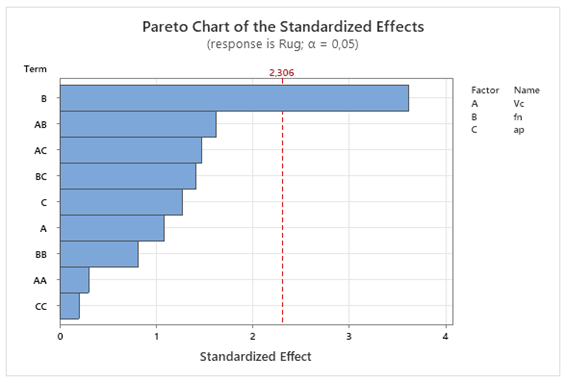 Pareto Chart of the Standardized Effects
(response is Rug; α = 0,05)
Term
2,306
B
AB
AC
BC
C
A
BB
AA
CC
0 1 2 3 4
Standardized Effect
Factor Name
A Vc
B fn
C ap